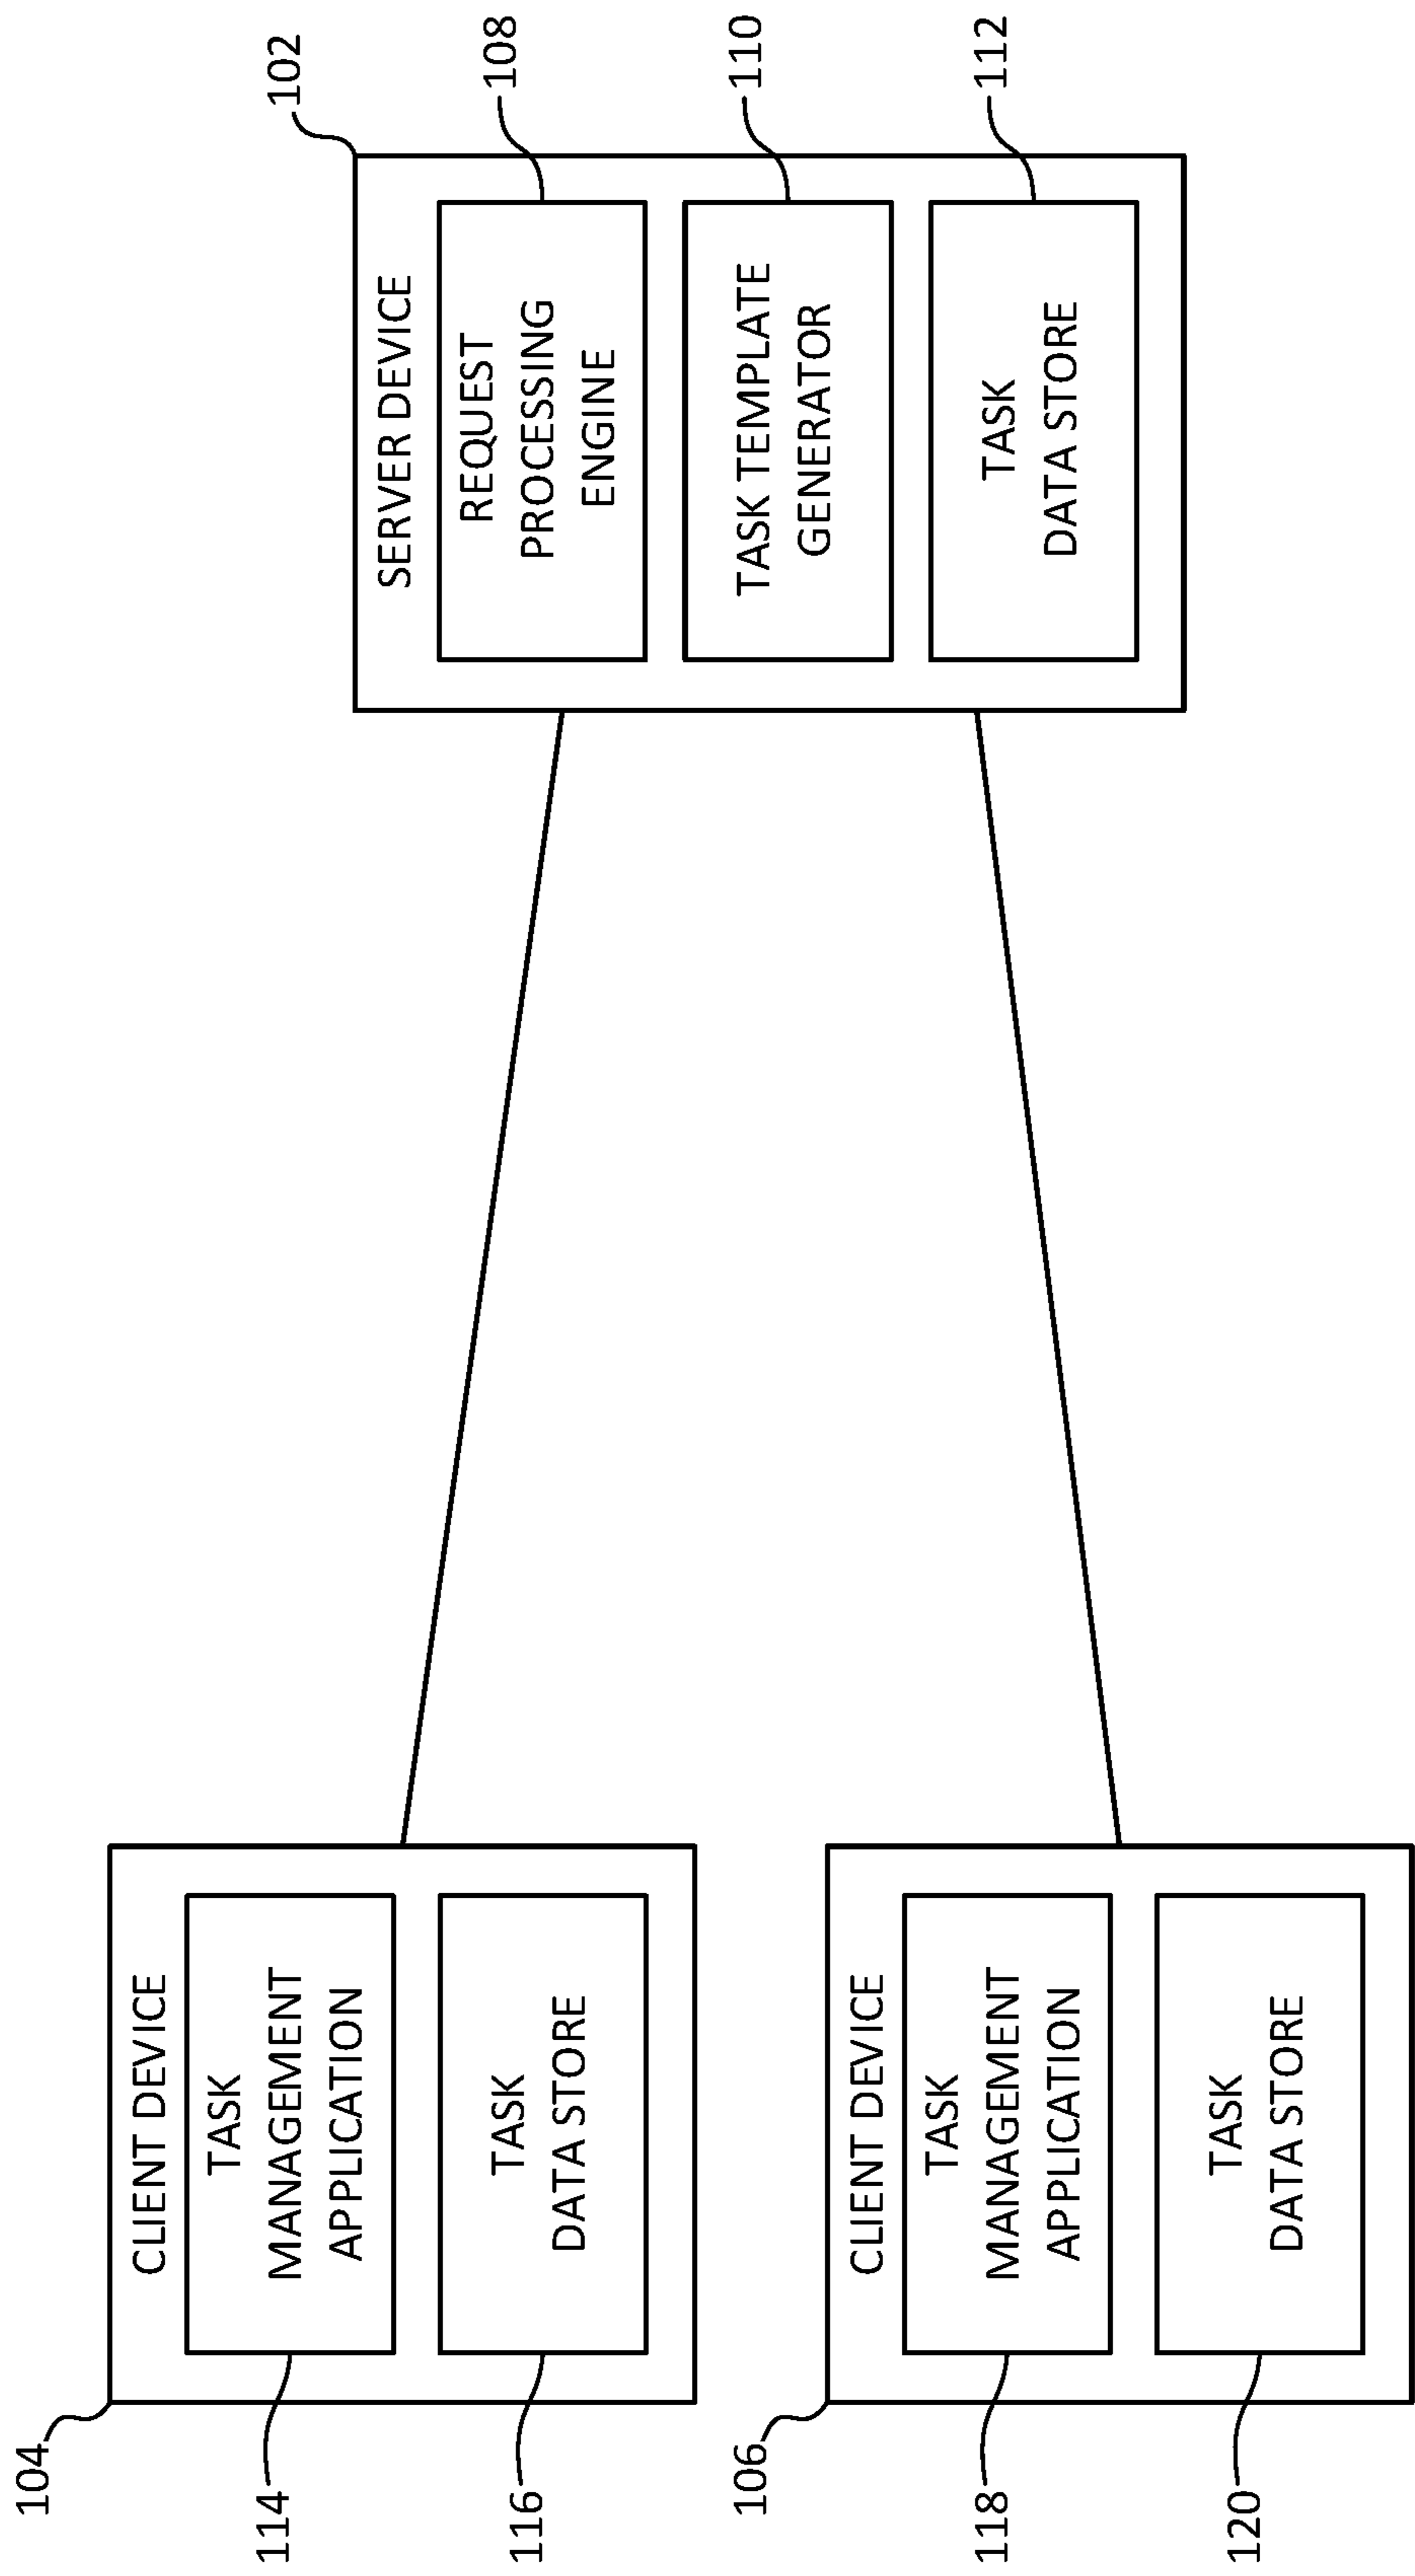 104
CLIENT DEVICE
114
TASK
MANAGEMENT
APPLICATION
116
TASK
DATA STORE
106
CLIENT DEVICE
118
TASK
MANAGEMENT
APPLICATION
120
TASK
DATA STORE
102
SERVER DEVICE
REQUEST
PROCESSING
ENGINE
108
TASK TEMPLATE
GENERATOR
110
TASK
DATA STORE
112